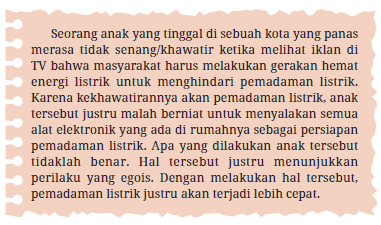 Seorang anak yang tinggal di sebuah kota yang panas
merasa tidak senang/khawatir ketika melihat iklan di
TV bahwa masyarakat harus melakukan gerakan hemat
energi listrik untuk menghindari pemadaman listrik.
Karena kekhawatirannya akan pemadaman listrik, anak
tersebut justru malah berniat untuk menyalakan semua
alat elektronik yang ada di rumahnya sebagai persiapan
pemadaman listrik. Apa yang dilakukan anak tersebut
tidaklah benar. Hal tersebut justru menunjukkan
perilaku yang egois. Dengan melakukan hal tersebut,
pemadaman listrik justru akan terjadi lebih cepat.